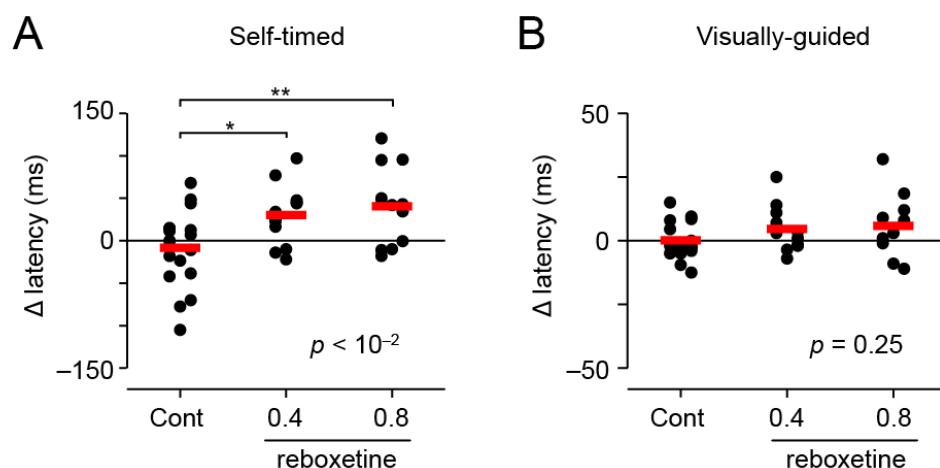 A
Self-timed
**
*
150
0
–150
Δ latency (ms)
p < 10⁻²
Cont
0.4
0.8
reboxetine
B
Visually-guided
50
0
–50
Δ latency (ms)
p = 0.25
Cont
0.4
0.8
reboxetine